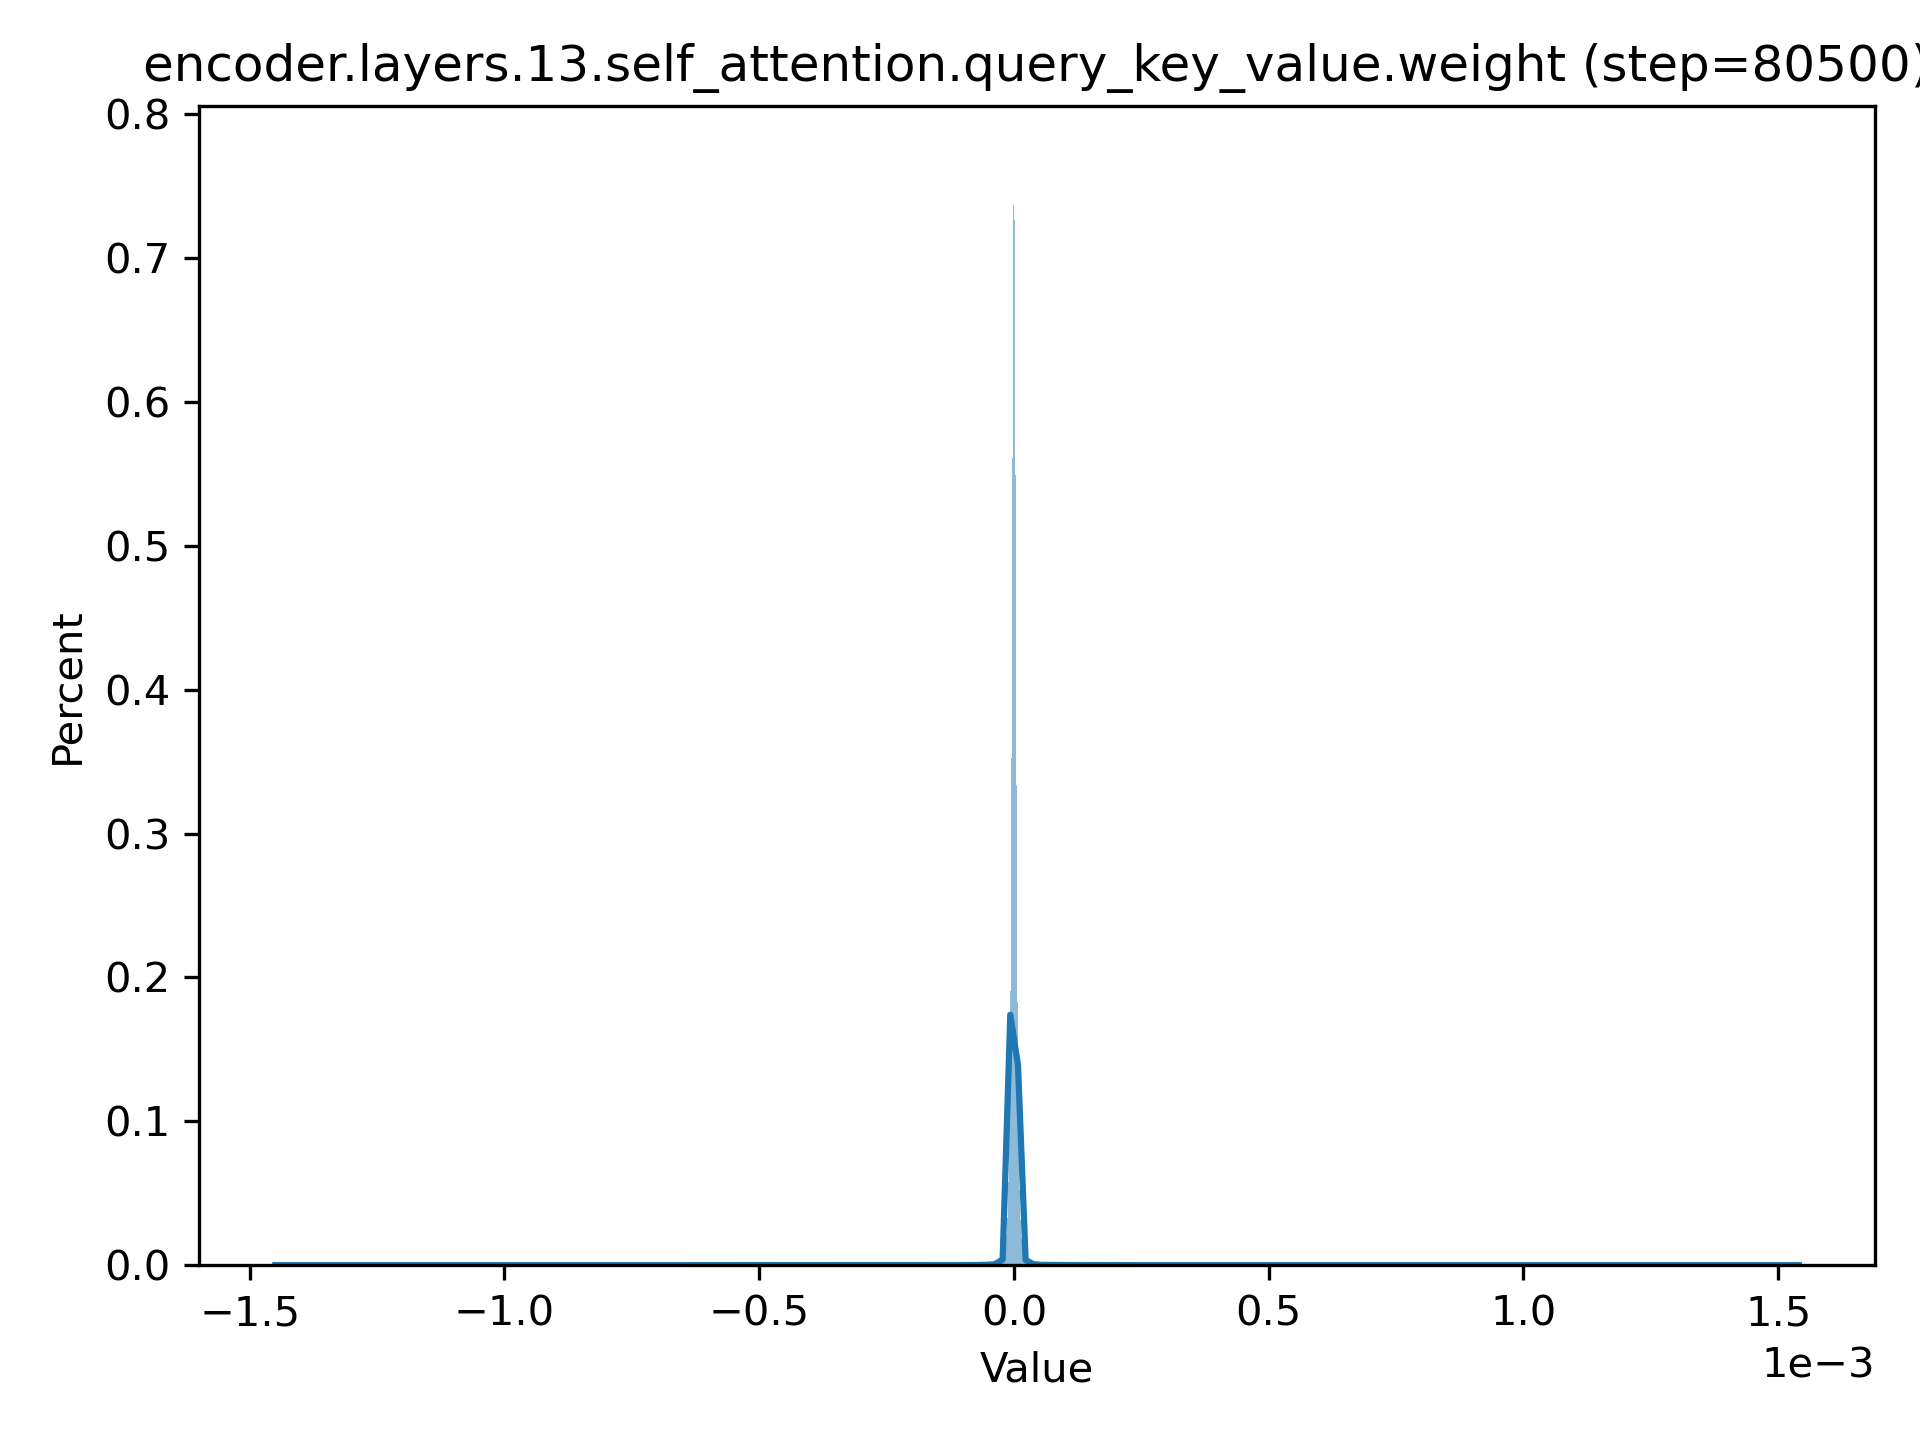 encoder.layers.13.self_attention.query_key_value.weight (step=80500)
0.8
0.7
0.6
0.5
0.4
0.3
0.2
0.1
0.0
Percent
−1.5 −1.0 −0.5 0.0 0.5 1.0 1.5
1e−3
Value